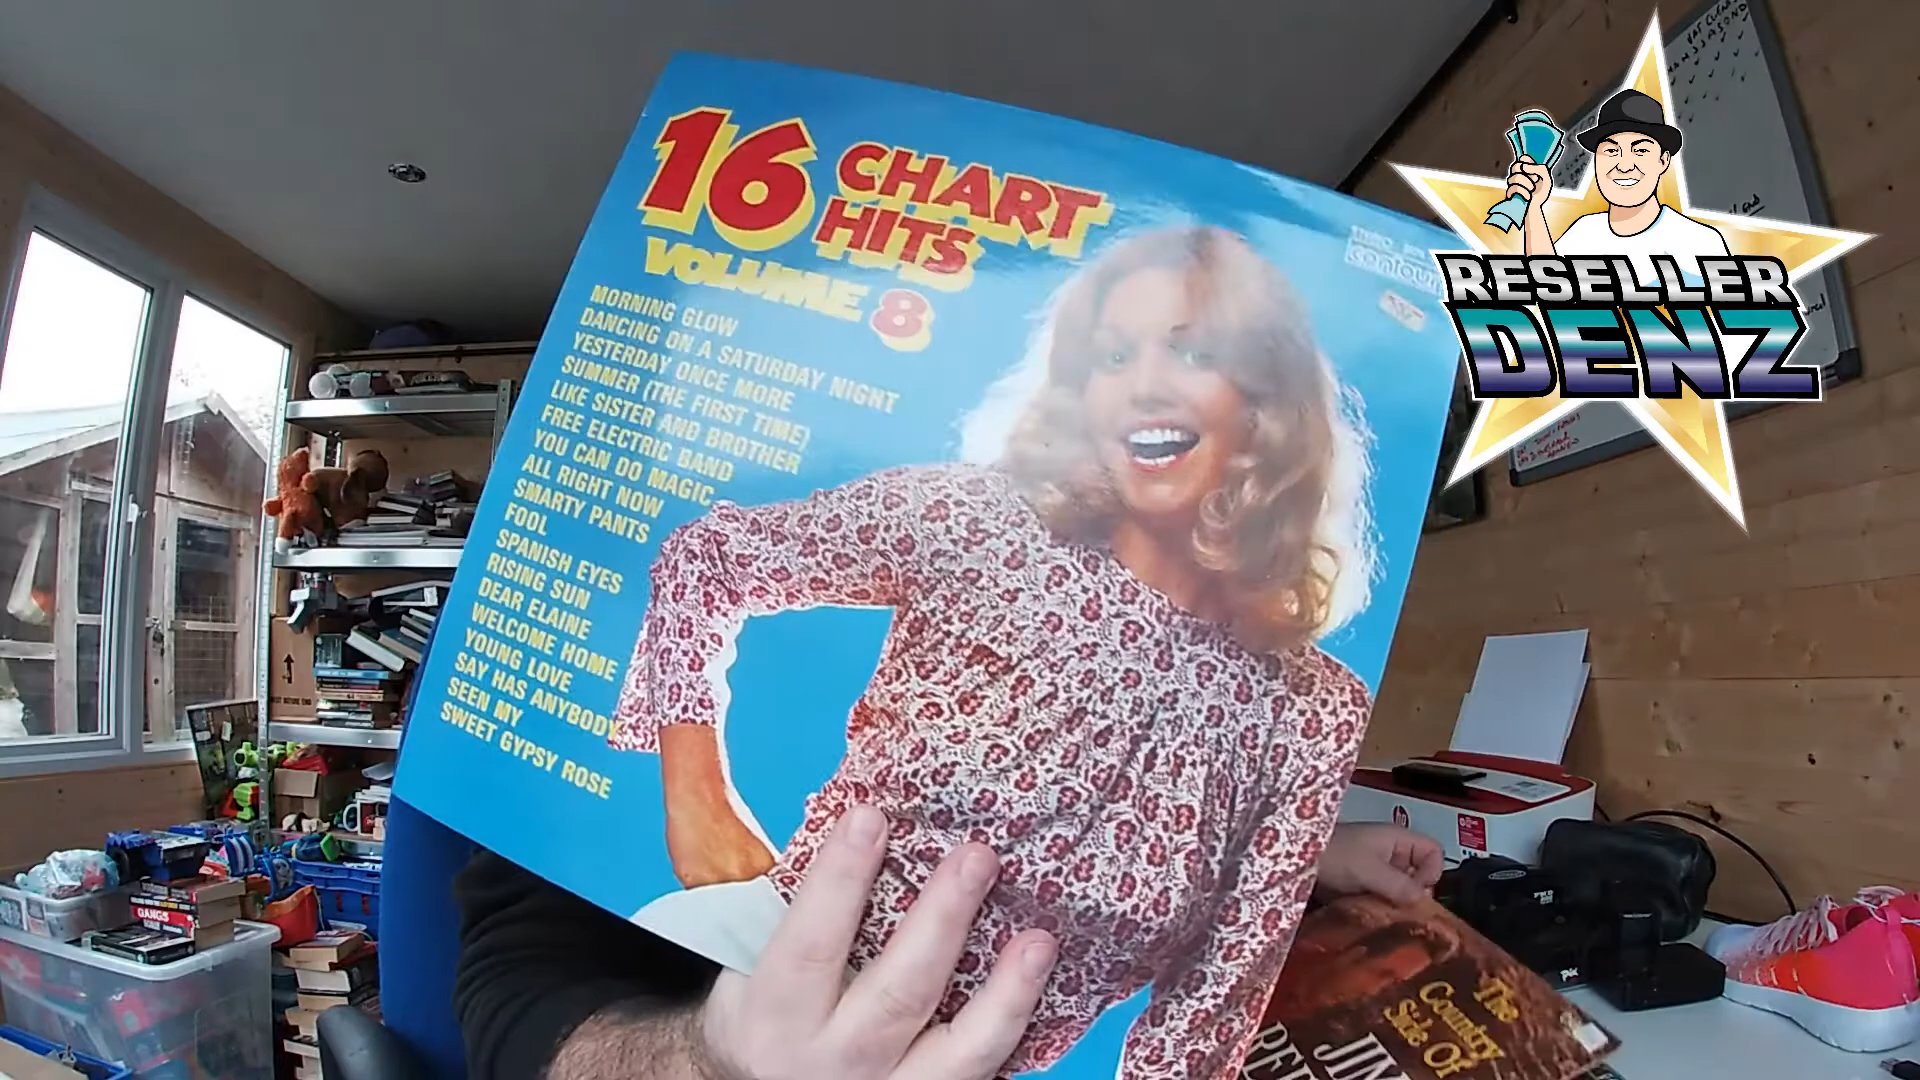 16 CHART
HITS
VOLUME 8
MORNING GLOW
DANCING ON A SATURDAY NIGHT
YESTERDAY ONCE MORE
SUMMER (THE FIRST TIME)
LIKE SISTER AND BROTHER
FREE ELECTRIC BAND
YOU CAN DO MAGIC
ALL RIGHT NOW
SMARTY PANTS
FOOL
SPANISH EYES
RISING SUN
DEAR ELAINE
WELCOME HOME
YOUNG LOVE
SAY HAS ANYBODY
SEEN MY
SWEET GYPSY ROSE
RESELLER
DENZ
GANGS
hp
The
Country
Side Of
JIM